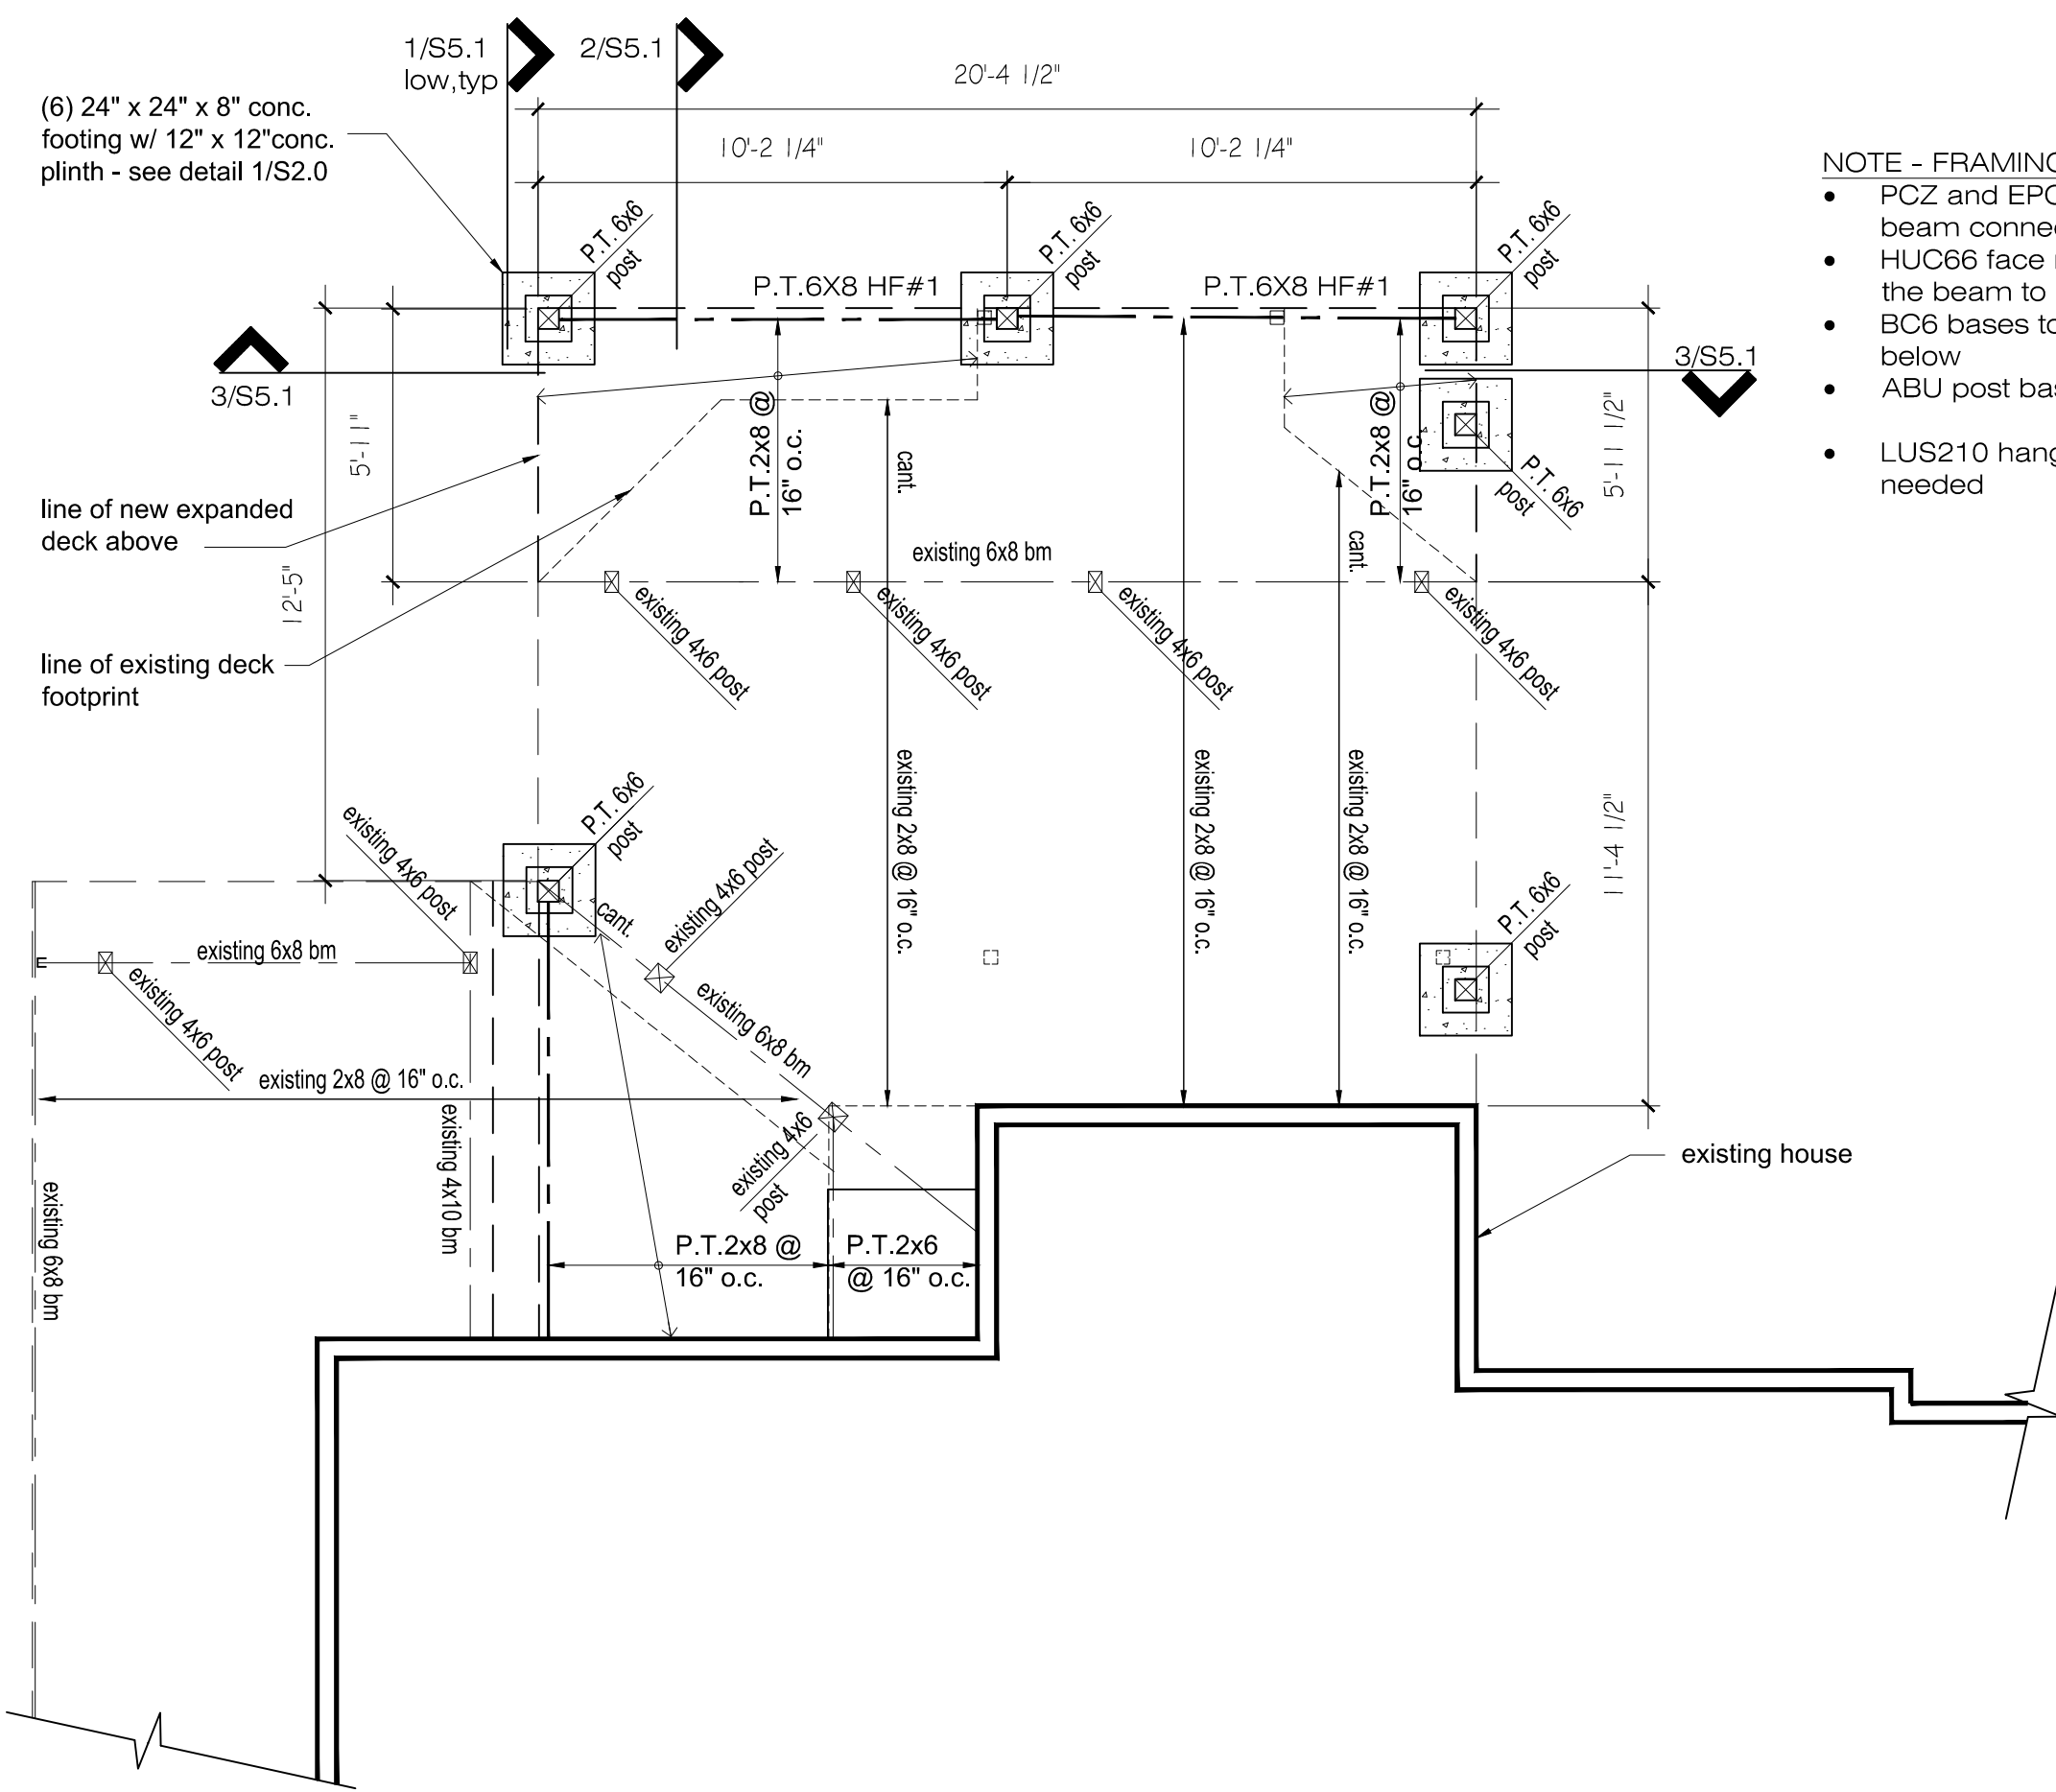 1/S5.1
low,typ
2/S5.1
20'-4 1/2"
(6) 24" x 24" x 8" conc.
footing w/ 12" x 12"conc.
plinth - see detail 1/S2.0
10'-2 1/4"
10'-2 1/4"
NOTE - FRAMING
• PCZ and EPC
beam connec
• HUC66 face
the beam to
• BC6 bases to
below
• ABU post bas
• LUS210 hang
needed
P.T. 6x6
post
P.T. 6x6
post
P.T. 6x6
post
P.T.6X8 HF#1
P.T.6X8 HF#1
3/S5.1
3/S5.1
5'-11"
P.T.2x8 @
16" o.c.
cant.
P.T.2x8 @
16" o.c.
cant.
P.T. 6x6
post
5'-11 1/2"
line of new expanded
deck above
12'-5"
existing 6x8 bm
existing 4x6 post
existing 4x6 post
existing 4x6 post
existing 4x6 post
line of existing deck
footprint
existing 2x8 @ 16" o.c.
existing 2x8 @ 16" o.c.
existing 2x8 @ 16" o.c.
11'-4 1/2"
existing 4x6 post
P.T. 6x6
post
cant.
existing 4x6 post
P.T. 6x6
post
existing 6x8 bm
existing 4x6 post
existing 6x8 bm
existing 2x8 @ 16" o.c.
existing 4x10 bm
existing 4x6
post
existing 6x8 bm
existing house
P.T.2x8 @
16" o.c.
P.T.2x6
@ 16" o.c.